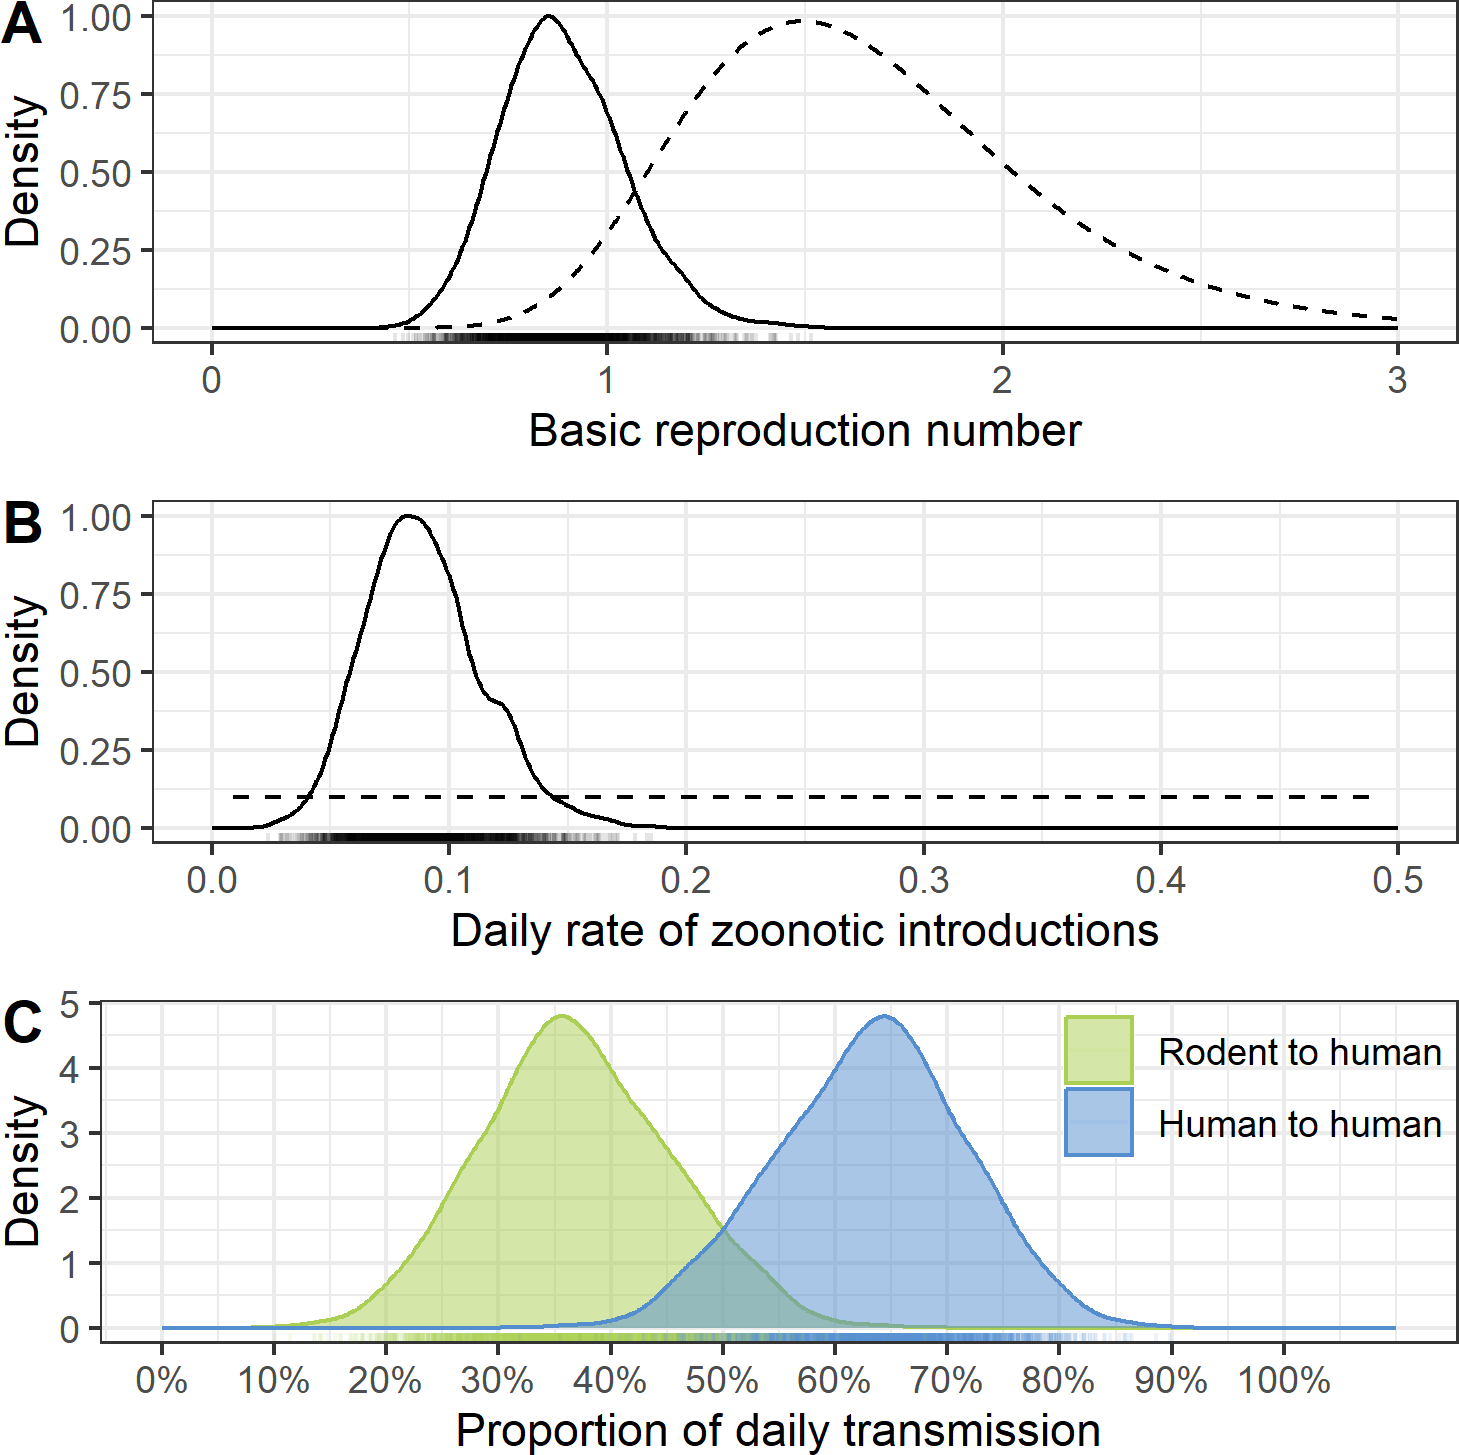 A
Density
1.00
0.75
0.50
0.25
0.00
0 1 2 3
Basic reproduction number
B
Density
1.00
0.75
0.50
0.25
0.00
0.0 0.1 0.2 0.3 0.4 0.5
Daily rate of zoonotic introductions
C
Density
5
4
3
2
1
0
Rodent to human
Human to human
0% 10% 20% 30% 40% 50% 60% 70% 80% 90% 100%
Proportion of daily transmission